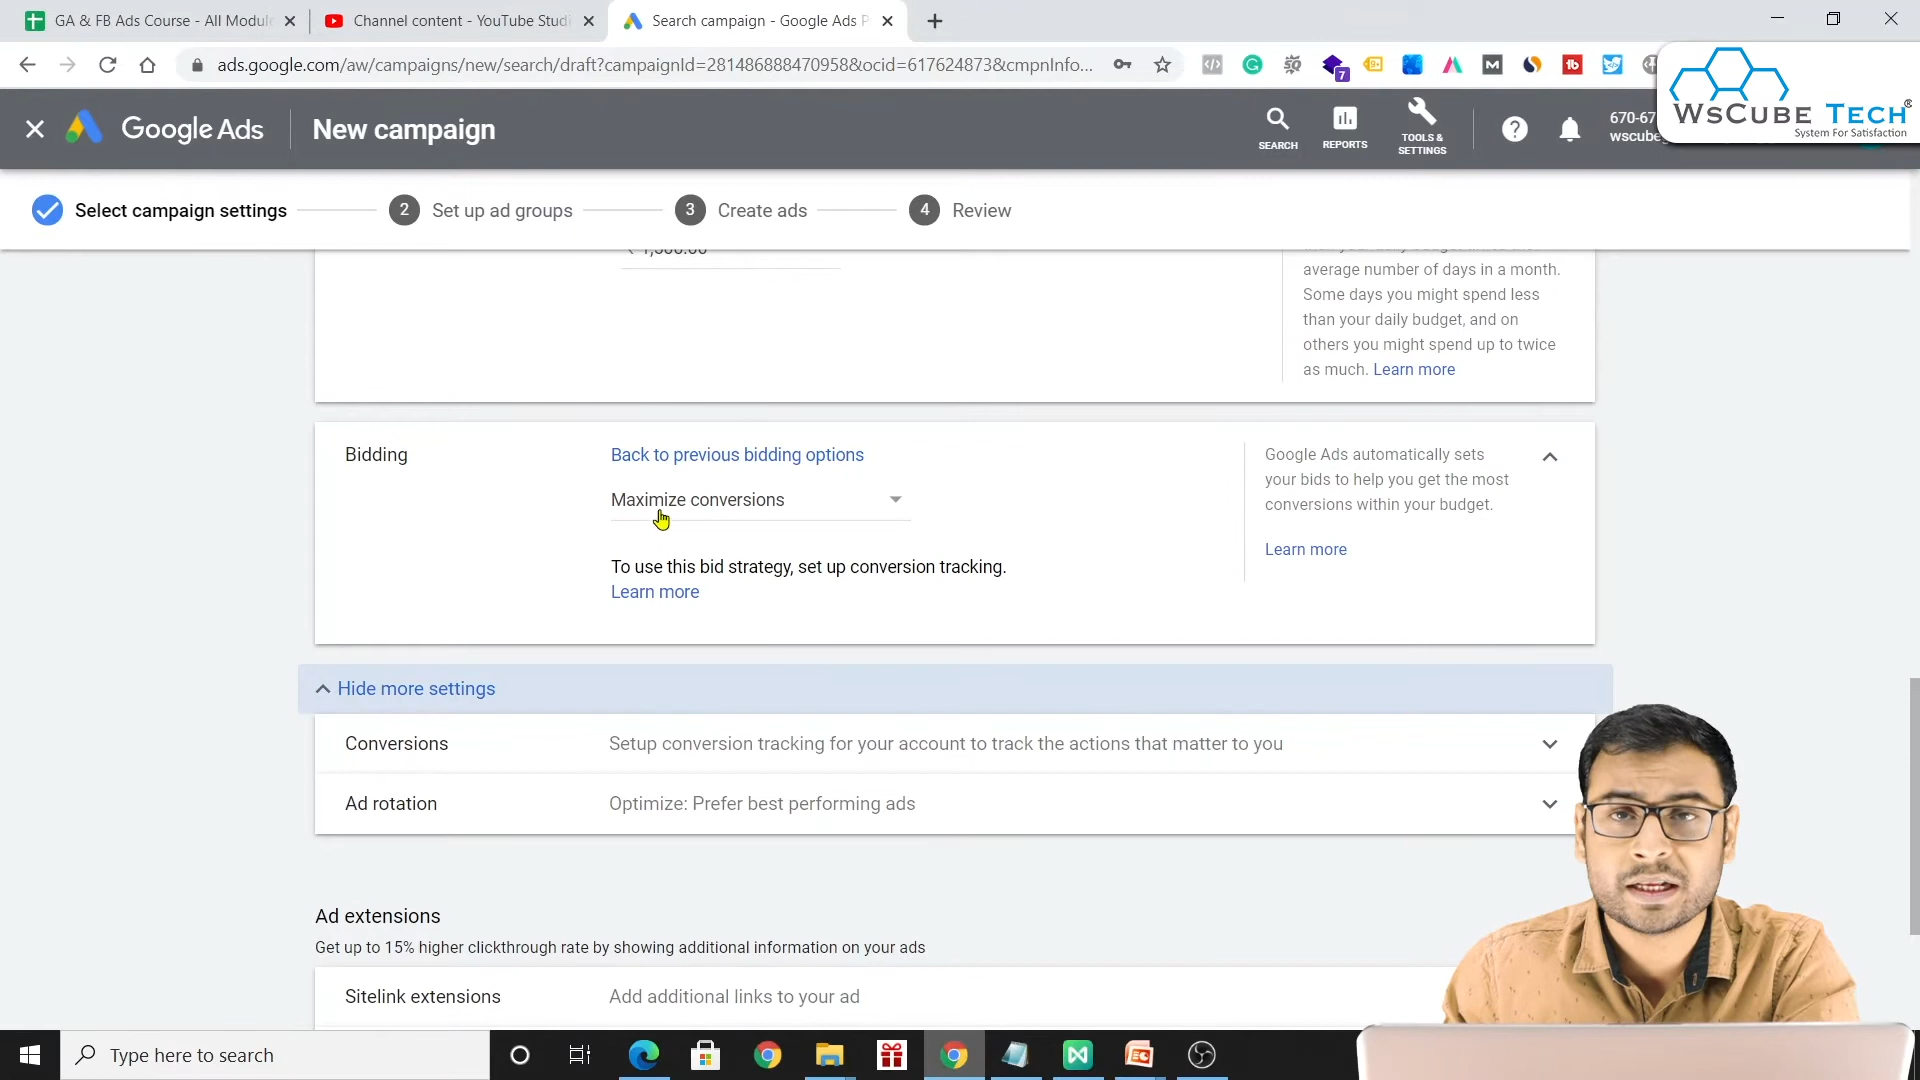 GA & FB Ads Course - All Modul
Channel content - YouTube Studi
Search campaign - Google Ads P
ads.google.com/aw/campaigns/new/search/draft?campaignId=281486888470958&ocid=617624873&cmpnInfo...
7
WsCube Tech®
System For Satisfaction
Google Ads
New campaign
SEARCH
REPORTS
TOOLS &
SETTINGS
670-67
wscube
Select campaign settings
2 Set up ad groups
3 Create ads
4 Review
average number of days in a month.
Some days you might spend less
than your daily budget, and on
others you might spend up to twice
as much. Learn more
Bidding
Back to previous bidding options
Maximize conversions
To use this bid strategy, set up conversion tracking.
Learn more
Google Ads automatically sets
your bids to help you get the most
conversions within your budget.
Learn more
Hide more settings
Conversions
Setup conversion tracking for your account to track the actions that matter to you
Ad rotation
Optimize: Prefer best performing ads
Ad extensions
Get up to 15% higher clickthrough rate by showing additional information on your ads
Sitelink extensions
Add additional links to your ad
Type here to search